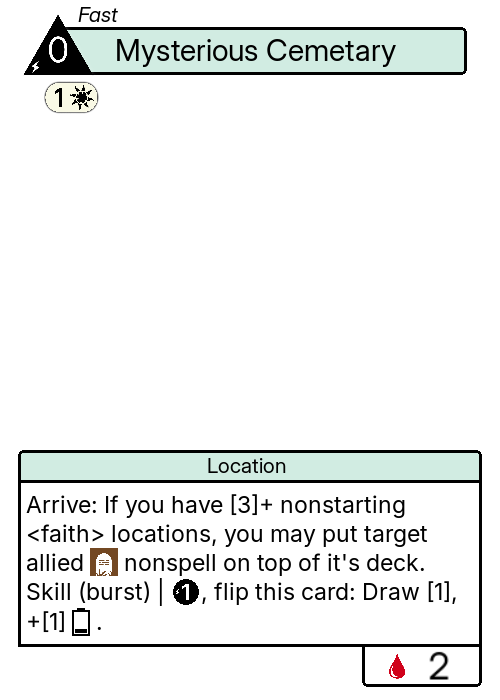 Fast
0 Mysterious Cemetary
1
Location
Arrive: If you have [3]+ nonstarting
<faith> locations, you may put target
allied nonspell on top of it's deck.
Skill (burst) | 1, flip this card: Draw [1],
+[1] .
2